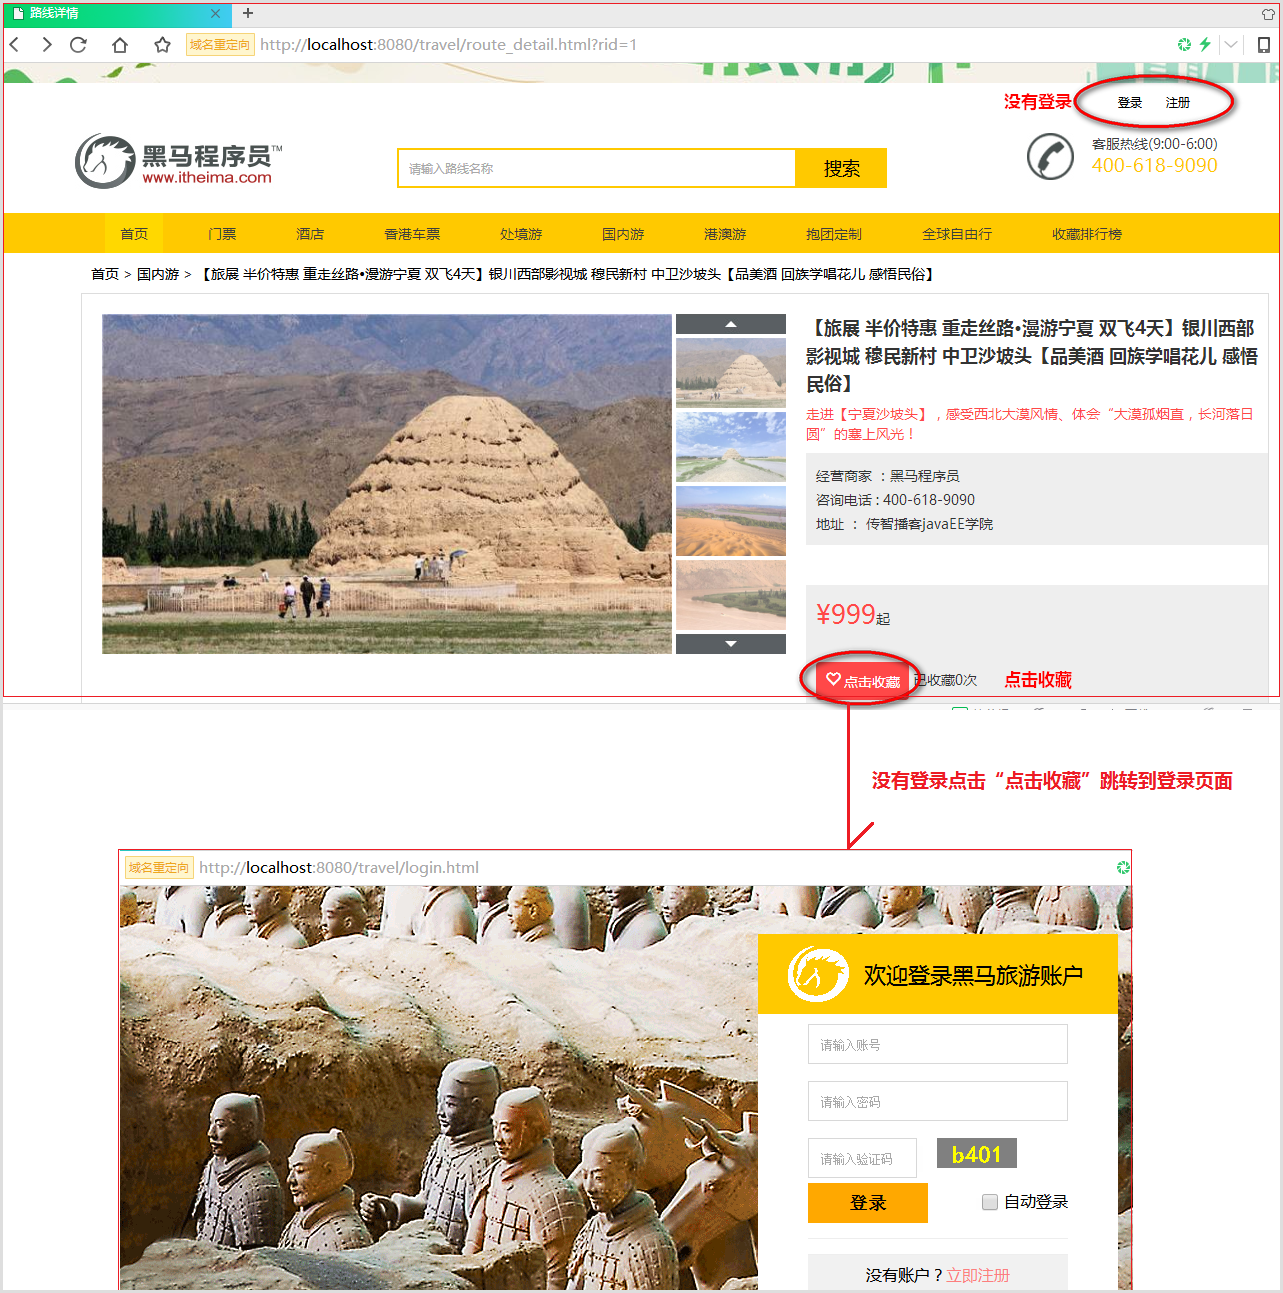 路线详情
域名重定向 http://localhost:8080/travel/route_detail.html?rid=1
没有登录 登录 注册
黑马程序员™
www.itheima.com
请输入路线名称 搜索
客服热线(9:00-6:00)
400-618-9090
首页 门票 酒店 香港车票 处境游 国内游 港澳游 抱团定制 全球自由行 收藏排行榜
首页 > 国内游 > 【旅展 半价特惠 重走丝路•漫游宁夏 双飞4天】银川西部影视城 穆民新村 中卫沙坡头【品美酒 回族学唱花儿 感悟民俗】
【旅展 半价特惠 重走丝路•漫游宁夏 双飞4天】银川西部
影视城 穆民新村 中卫沙坡头【品美酒 回族学唱花儿 感悟
民俗】
走进【宁夏沙坡头】，感受西北大漠风情、体会“大漠孤烟直，长河落日
圆”的塞上风光！
经营商家 ：黑马程序员
咨询电话 : 400-618-9090
地址 ： 传智播客javaEE学院
¥999起
点击收藏 已收藏0次 点击收藏
没有登录点击“点击收藏”跳转到登录页面
域名重定向 http://localhost:8080/travel/login.html
欢迎登录黑马旅游账户
请输入账号
请输入密码
请输入验证码 b401
登录 自动登录
没有账户？立即注册